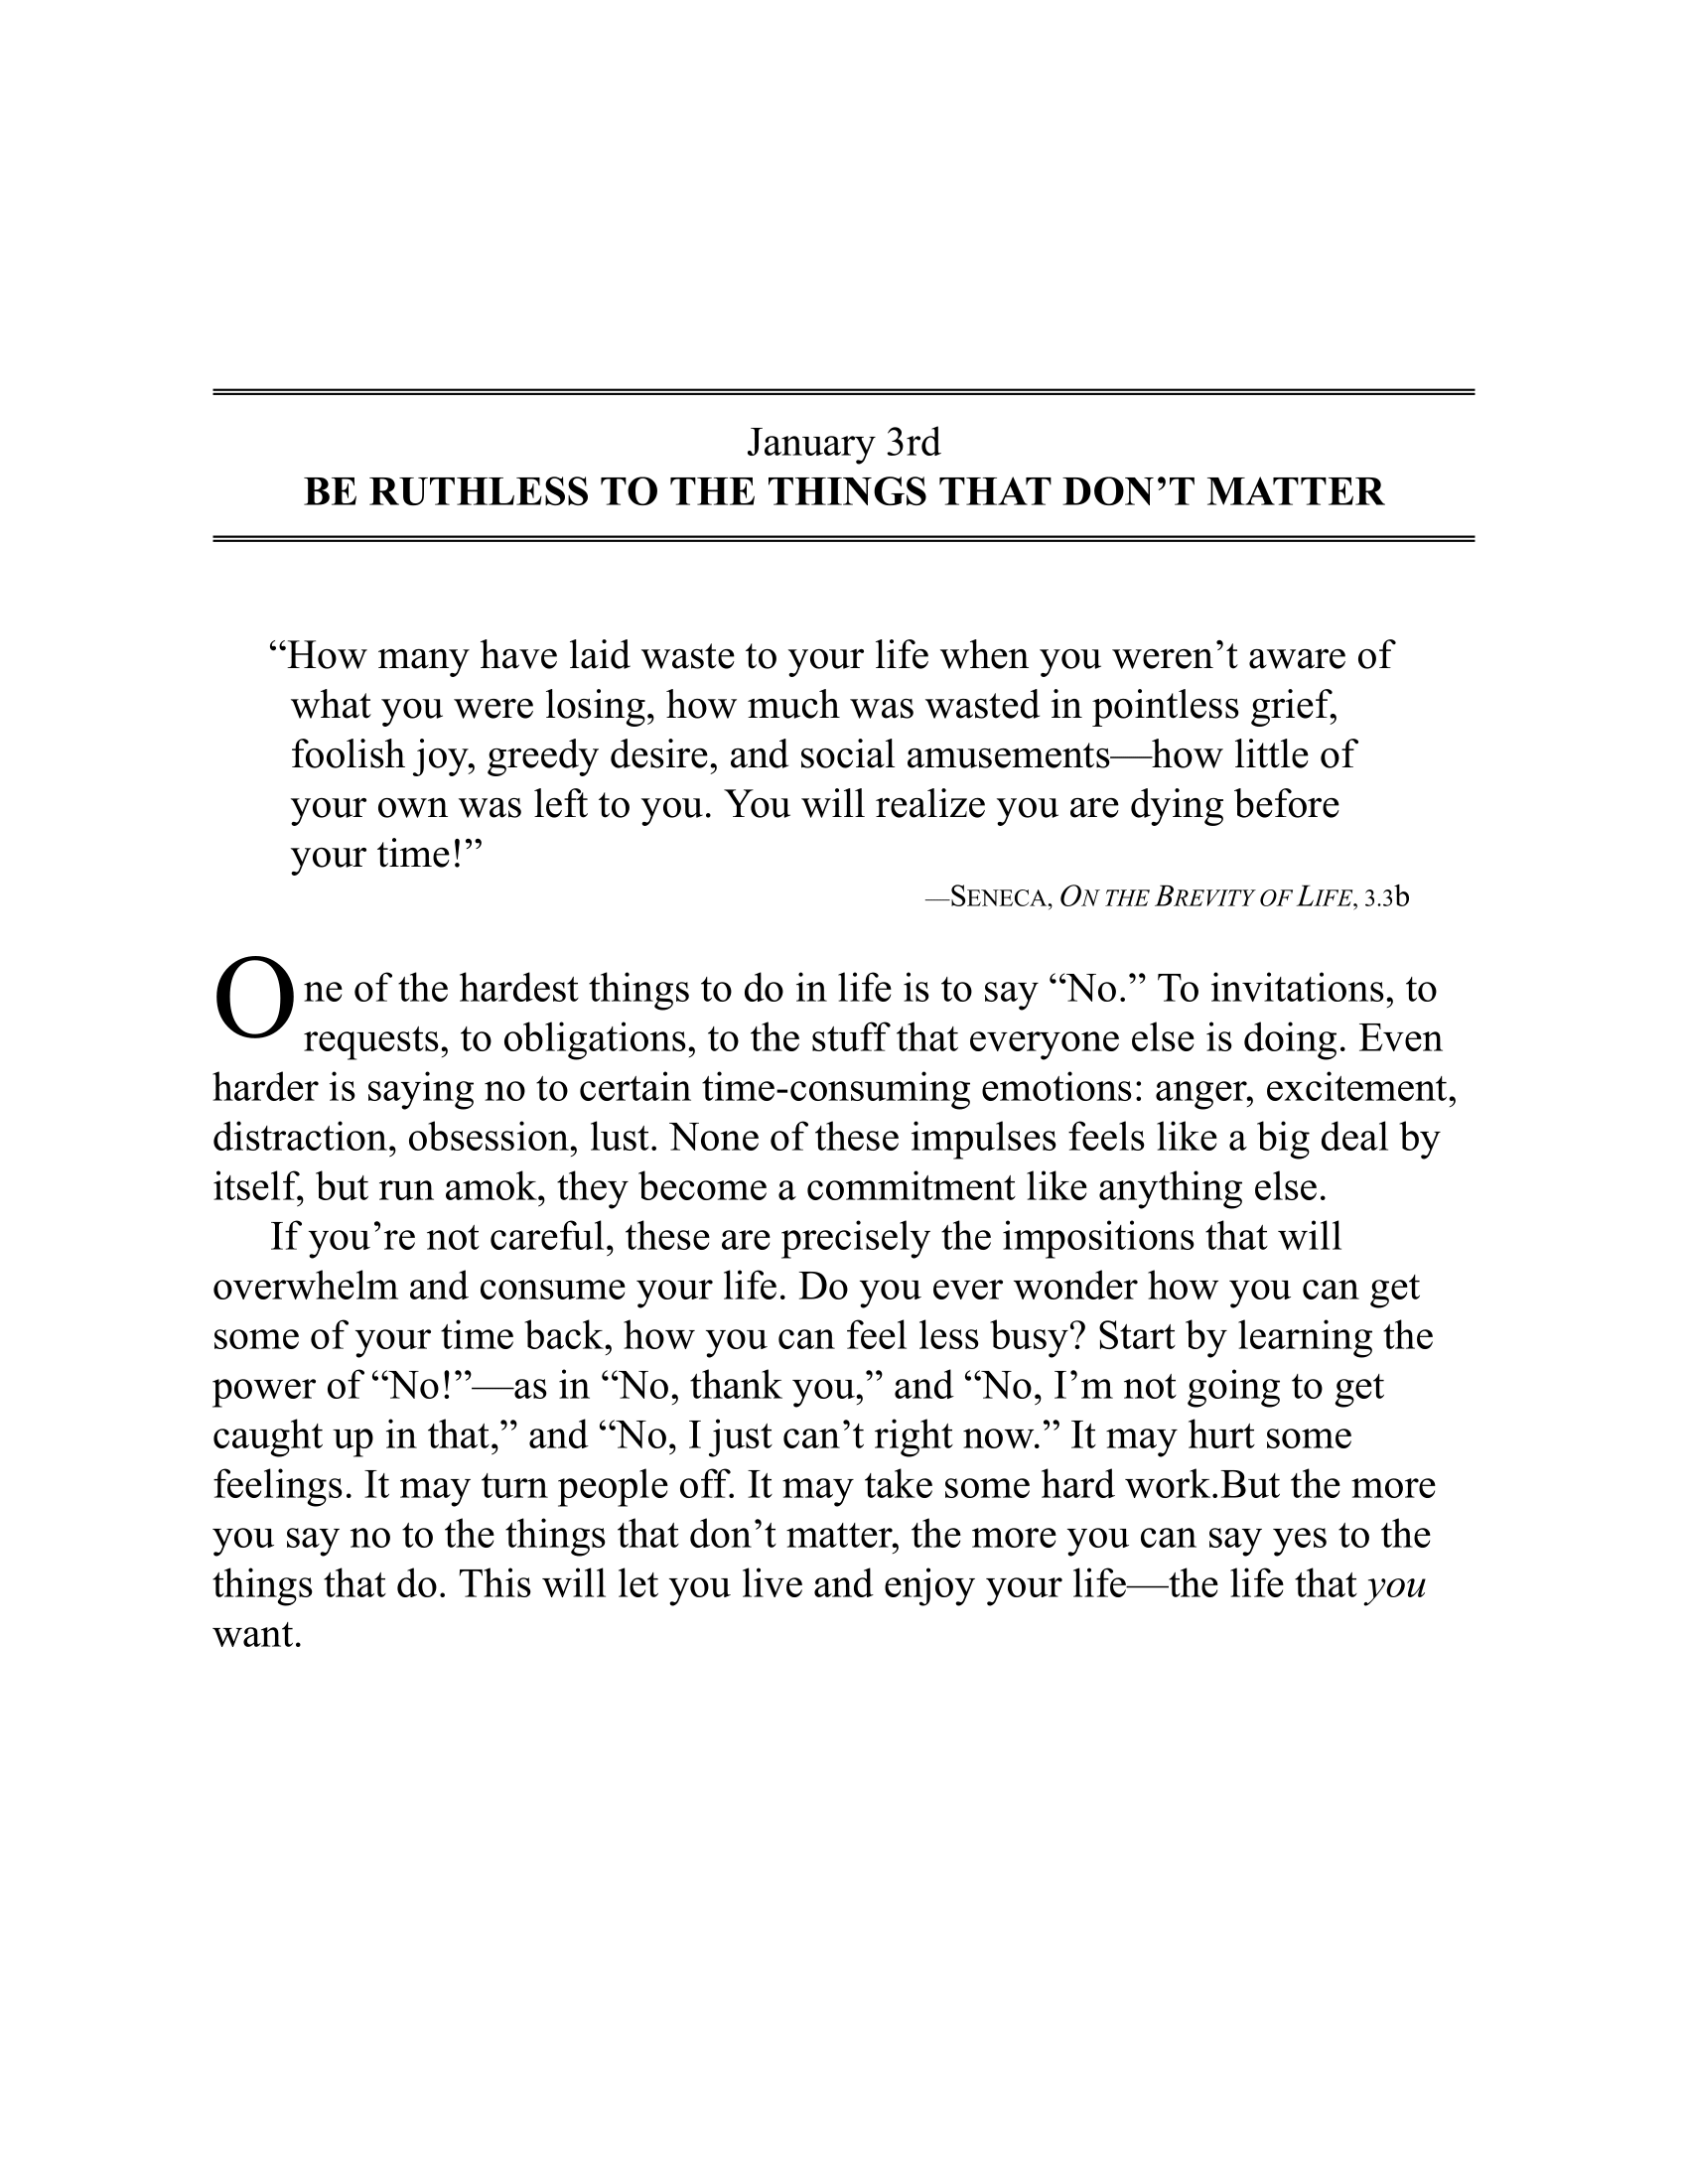 January 3rd
BE RUTHLESS TO THE THINGS THAT DON’T MATTER
“How many have laid waste to your life when you weren’t aware of
what you were losing, how much was wasted in pointless grief,
foolish joy, greedy desire, and social amusements—how little of
your own was left to you. You will realize you are dying before
your time!”
—SENECA, ON THE BREVITY OF LIFE, 3.3b
One of the hardest things to do in life is to say “No.” To invitations, to
requests, to obligations, to the stuff that everyone else is doing. Even
harder is saying no to certain time-consuming emotions: anger, excitement,
distraction, obsession, lust. None of these impulses feels like a big deal by
itself, but run amok, they become a commitment like anything else.
If you’re not careful, these are precisely the impositions that will
overwhelm and consume your life. Do you ever wonder how you can get
some of your time back, how you can feel less busy? Start by learning the
power of “No!”—as in “No, thank you,” and “No, I’m not going to get
caught up in that,” and “No, I just can’t right now.” It may hurt some
feelings. It may turn people off. It may take some hard work.But the more
you say no to the things that don’t matter, the more you can say yes to the
things that do. This will let you live and enjoy your life—the life that you
want.